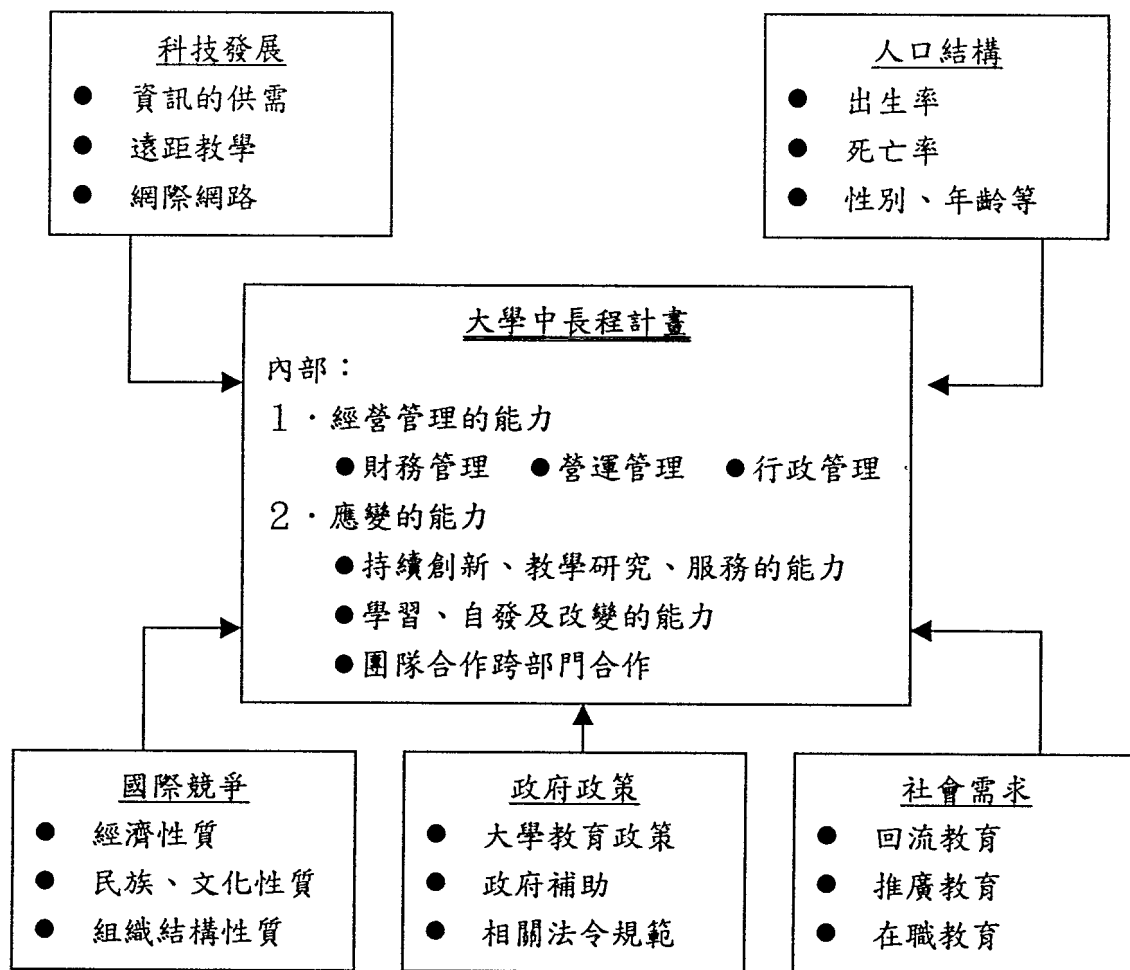 科技發展
● 資訊的供需
● 遠距教學
● 網際網路
人口結構
● 出生率
● 死亡率
● 性別、年齡等
大學中長程計畫
內部：
１．經營管理的能力
●財務管理 ●營運管理 ●行政管理
２．應變的能力
●持續創新、教學研究、服務的能力
●學習、自發及改變的能力
●團隊合作跨部門合作
國際競爭
● 經濟性質
● 民族、文化性質
● 組織結構性質
政府政策
● 大學教育政策
● 政府補助
● 相關法令規範
社會需求
● 回流教育
● 推廣教育
● 在職教育